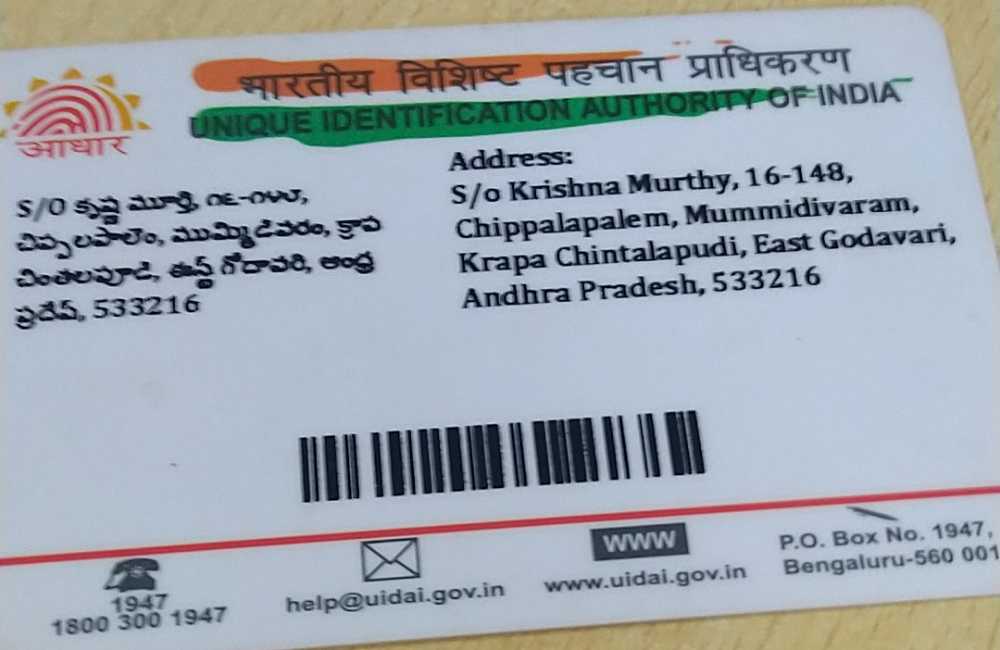 भारतीय विशिष्ट पहचान प्राधिकरण
UNIQUE IDENTIFICATION AUTHORITY OF INDIA
आधार
S/O కృష్ణ మూర్తి, ౧౬-౧౪౮,
చిప్పలపాలెం, ముమ్మిడివరం, క్రాప
చింతలపూడి, ఈస్ట్ గోదావరి, ఆంధ్ర
ప్రదేష్, 533216
Address:
S/o Krishna Murthy, 16-148,
Chippalapalem, Mummidivaram,
Krapa Chintalapudi, East Godavari,
Andhra Pradesh, 533216
1947
1800 300 1947
help@uidai.gov.in
WWW
www.uidai.gov.in
P.O. Box No. 1947,
Bengaluru-560 001